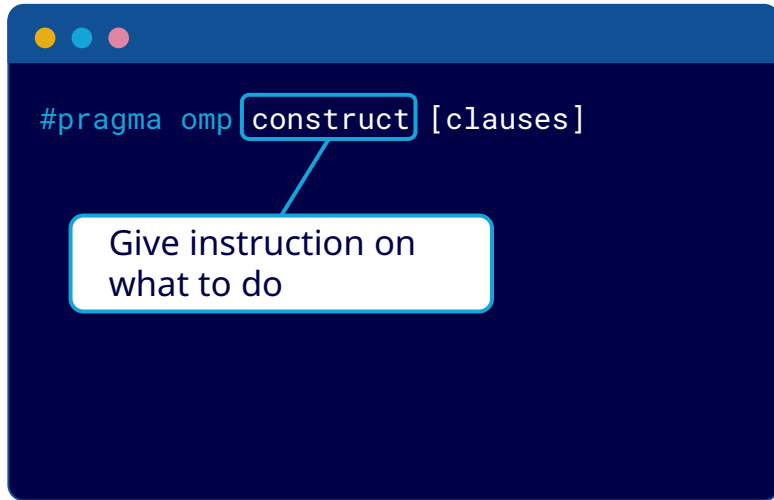 #pragma omp construct [clauses]
Give instruction on
what to do